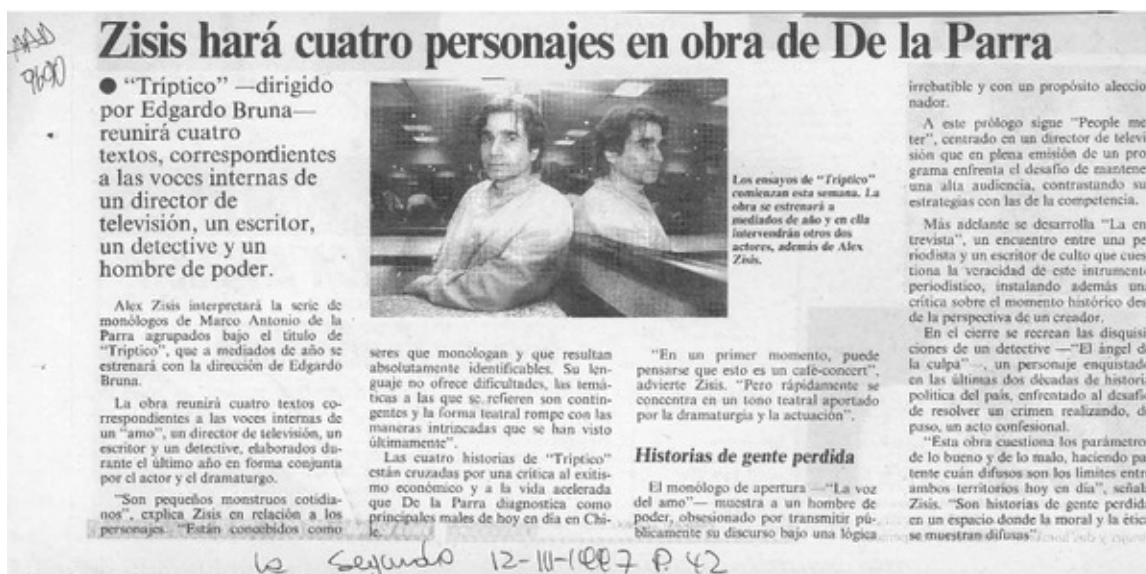 Zisis hará cuatro personajes en obra de De la Parra
● “Tríptico” —dirigido
por Edgardo Bruna—
reunirá cuatro
textos, correspondientes
a las voces internas de
un director de
televisión, un escritor,
un detective y un
hombre de poder.
Alex Zisis interpretará la serie de
monólogos de Marco Antonio de la
Parra agrupados bajo el título de
“Tríptico”, que a mediados de año se
estrenará con la dirección de Edgardo
Bruna.
La obra reunirá cuatro textos co-
rrespondientes a las voces internas de
un “amo”, un director de televisión, un
escritor y un detective, elaborados du-
rante el último año en forma conjunta
por el actor y el dramaturgo.
“Son pequeños monstruos cotidia-
nos”, explica Zisis en relación a los
personajes. “Están concebidos como
Los ensayos de “Tríptico”
comienzan esta semana. La
obra se estrenará a
mediados de año y en ella
intervendrán otros dos
actores, además de Alex
Zisis.
seres que monologan y que resultan
absolutamente identificables. Su len-
guaje no ofrece dificultades, las temá-
ticas a las que se refieren son contin-
gentes y la forma teatral rompe con las
maneras intrincadas que se han visto
últimamente”.
Las cuatro historias de “Tríptico”
están cruzadas por una crítica al exitis-
mo económico y a la vida acelerada
que De la Parra diagnostica como
principales males de hoy en día en Chi-
le.
“En un primer momento, puede
pensarse que esto es un café-concert”,
advierte Zisis. “Pero rápidamente se
concentra en un tono teatral aportado
por la dramaturgia y la actuación”.
Historias de gente perdida
El monólogo de apertura —“La voz
del amo”— muestra a un hombre de
poder, obsesionado por transmitir pú-
blicamente su discurso bajo una lógica
irrebatible y con un propósito aleccio
nador.
A este prólogo sigue “People me
ter”, centrado en un director de televi
sión que en plena emisión de un pro
grama enfrenta el desafío de mantene
una alta audiencia, contrastando su
estrategias con las de la competencia.
Más adelante se desarrolla “La en
trevista”, un encuentro entre una pe
riodista y un escritor de culto que cues
tiona la veracidad de este intrumento
periodístico, instalando además una
crítica sobre el momento histórico des
de la perspectiva de un creador.
En el cierre se recrean las disquisi
ciones de un detective —“El ángel d
la culpa”—, un personaje enquistado
en las últimas dos décadas de historia
política del país, enfrentado al desafío
de resolver un crimen realizando, d
paso, un acto confesional.
“Esta obra cuestiona los parámetro
de lo bueno y de lo malo, haciendo pa
tente cuán difusos son los límites entre
ambos territorios hoy en día”, señala
Zisis. “Son historias de gente perdida
en un espacio donde la moral y la ética
se muestran difusas
La Segunda 12-III-1997 P. 42